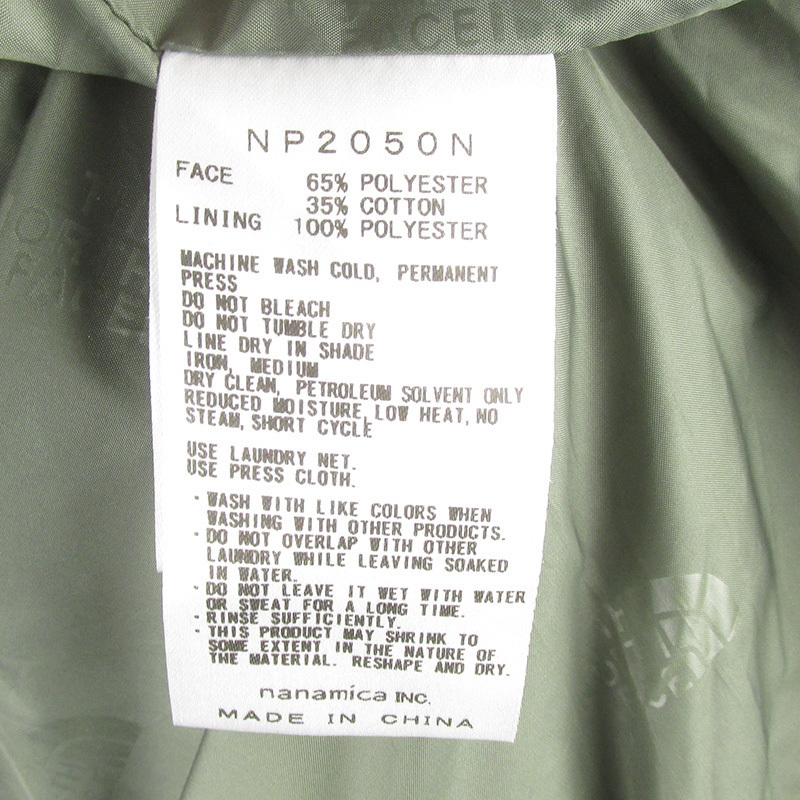 FACE
NP2050N
FACE 65% POLYESTER
35% COTTON
LINING 100% POLYESTER
MACHINE WASH COLD, PERMANENT
PRESS
DO NOT BLEACH
DO NOT TUMBLE DRY
LINE DRY IN SHADE
IRON, MEDIUM
DRY CLEAN, PETROLEUM SOLVENT ONLY
REDUCED MOISTURE, LOW HEAT, NO
STEAM, SHORT CYCLE
USE LAUNDRY NET.
USE PRESS CLOTH.
・WASH WITH LIKE COLORS WHEN
WASHING WITH OTHER PRODUCTS.
・DO NOT OVERLAP WITH OTHER
LAUNDRY WHILE LEAVING SOAKED
IN WATER.
・DO NOT LEAVE IT WET WITH WATER
OR SWEAT FOR A LONG TIME.
・RINSE SUFFICIENTLY.
・THIS PRODUCT MAY SHRINK TO
SOME EXTENT IN THE NATURE OF
THE MATERIAL. RESHAPE AND DRY.
nanamica INC.
MADE IN CHINA